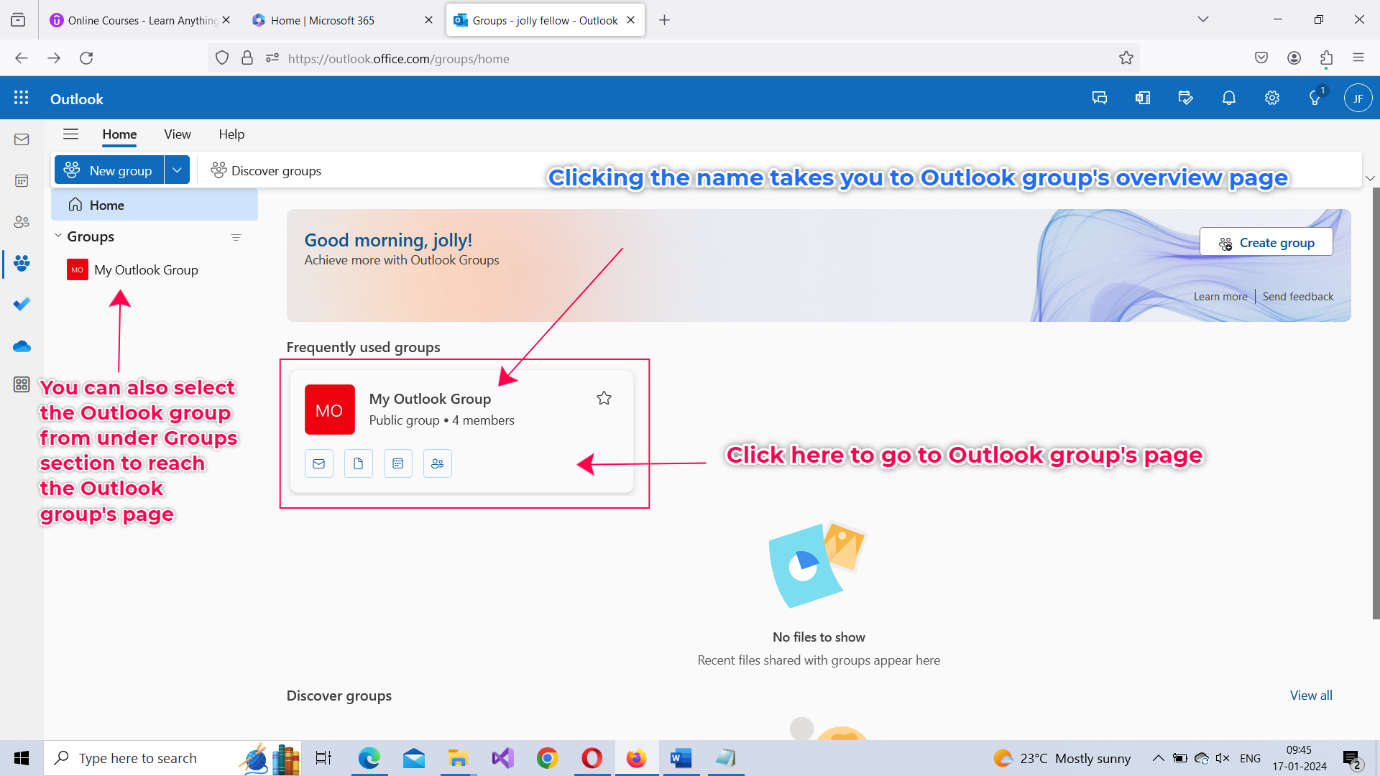 Online Courses - Learn Anything
Home | Microsoft 365
Groups - jolly fellow - Outlook
https://outlook.office.com/groups/home
Outlook
1
JF
Home
View
Help
New group
Discover groups
Clicking the name takes you to Outlook group's overview page
Home
Groups
MO
My Outlook Group
Good morning, jolly!
Achieve more with Outlook Groups
Create group
Learn more
Send feedback
Frequently used groups
MO
My Outlook Group
Public group • 4 members
You can also select
the Outlook group
from under Groups
section to reach
the Outlook
group's page
Click here to go to Outlook group's page
No files to show
Recent files shared with groups appear here
Discover groups
View all
Type here to search
23°C Mostly sunny
ENG
09:45
17-01-2024
2